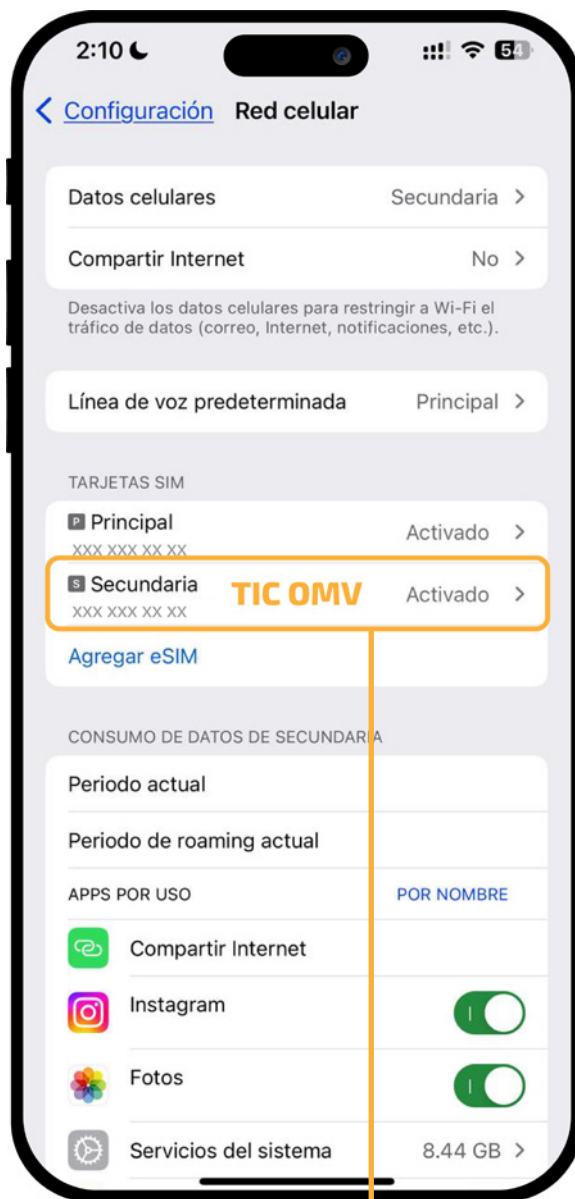 2:10 54
Configuración Red celular
Datos celulares Secundaria
Compartir Internet No
Desactiva los datos celulares para restringir a Wi-Fi el
tráfico de datos (correo, Internet, notificaciones, etc.).
Línea de voz predeterminada Principal
TARJETAS SIM
P Principal Activado
XXX XXX XX XX
S Secundaria TIC OMV Activado
XXX XXX XX XX
Agregar eSIM
CONSUMO DE DATOS DE SECUNDARIA
Periodo actual
Periodo de roaming actual
APPS POR USO POR NOMBRE
Compartir Internet
Instagram
Fotos
Servicios del sistema 8.44 GB